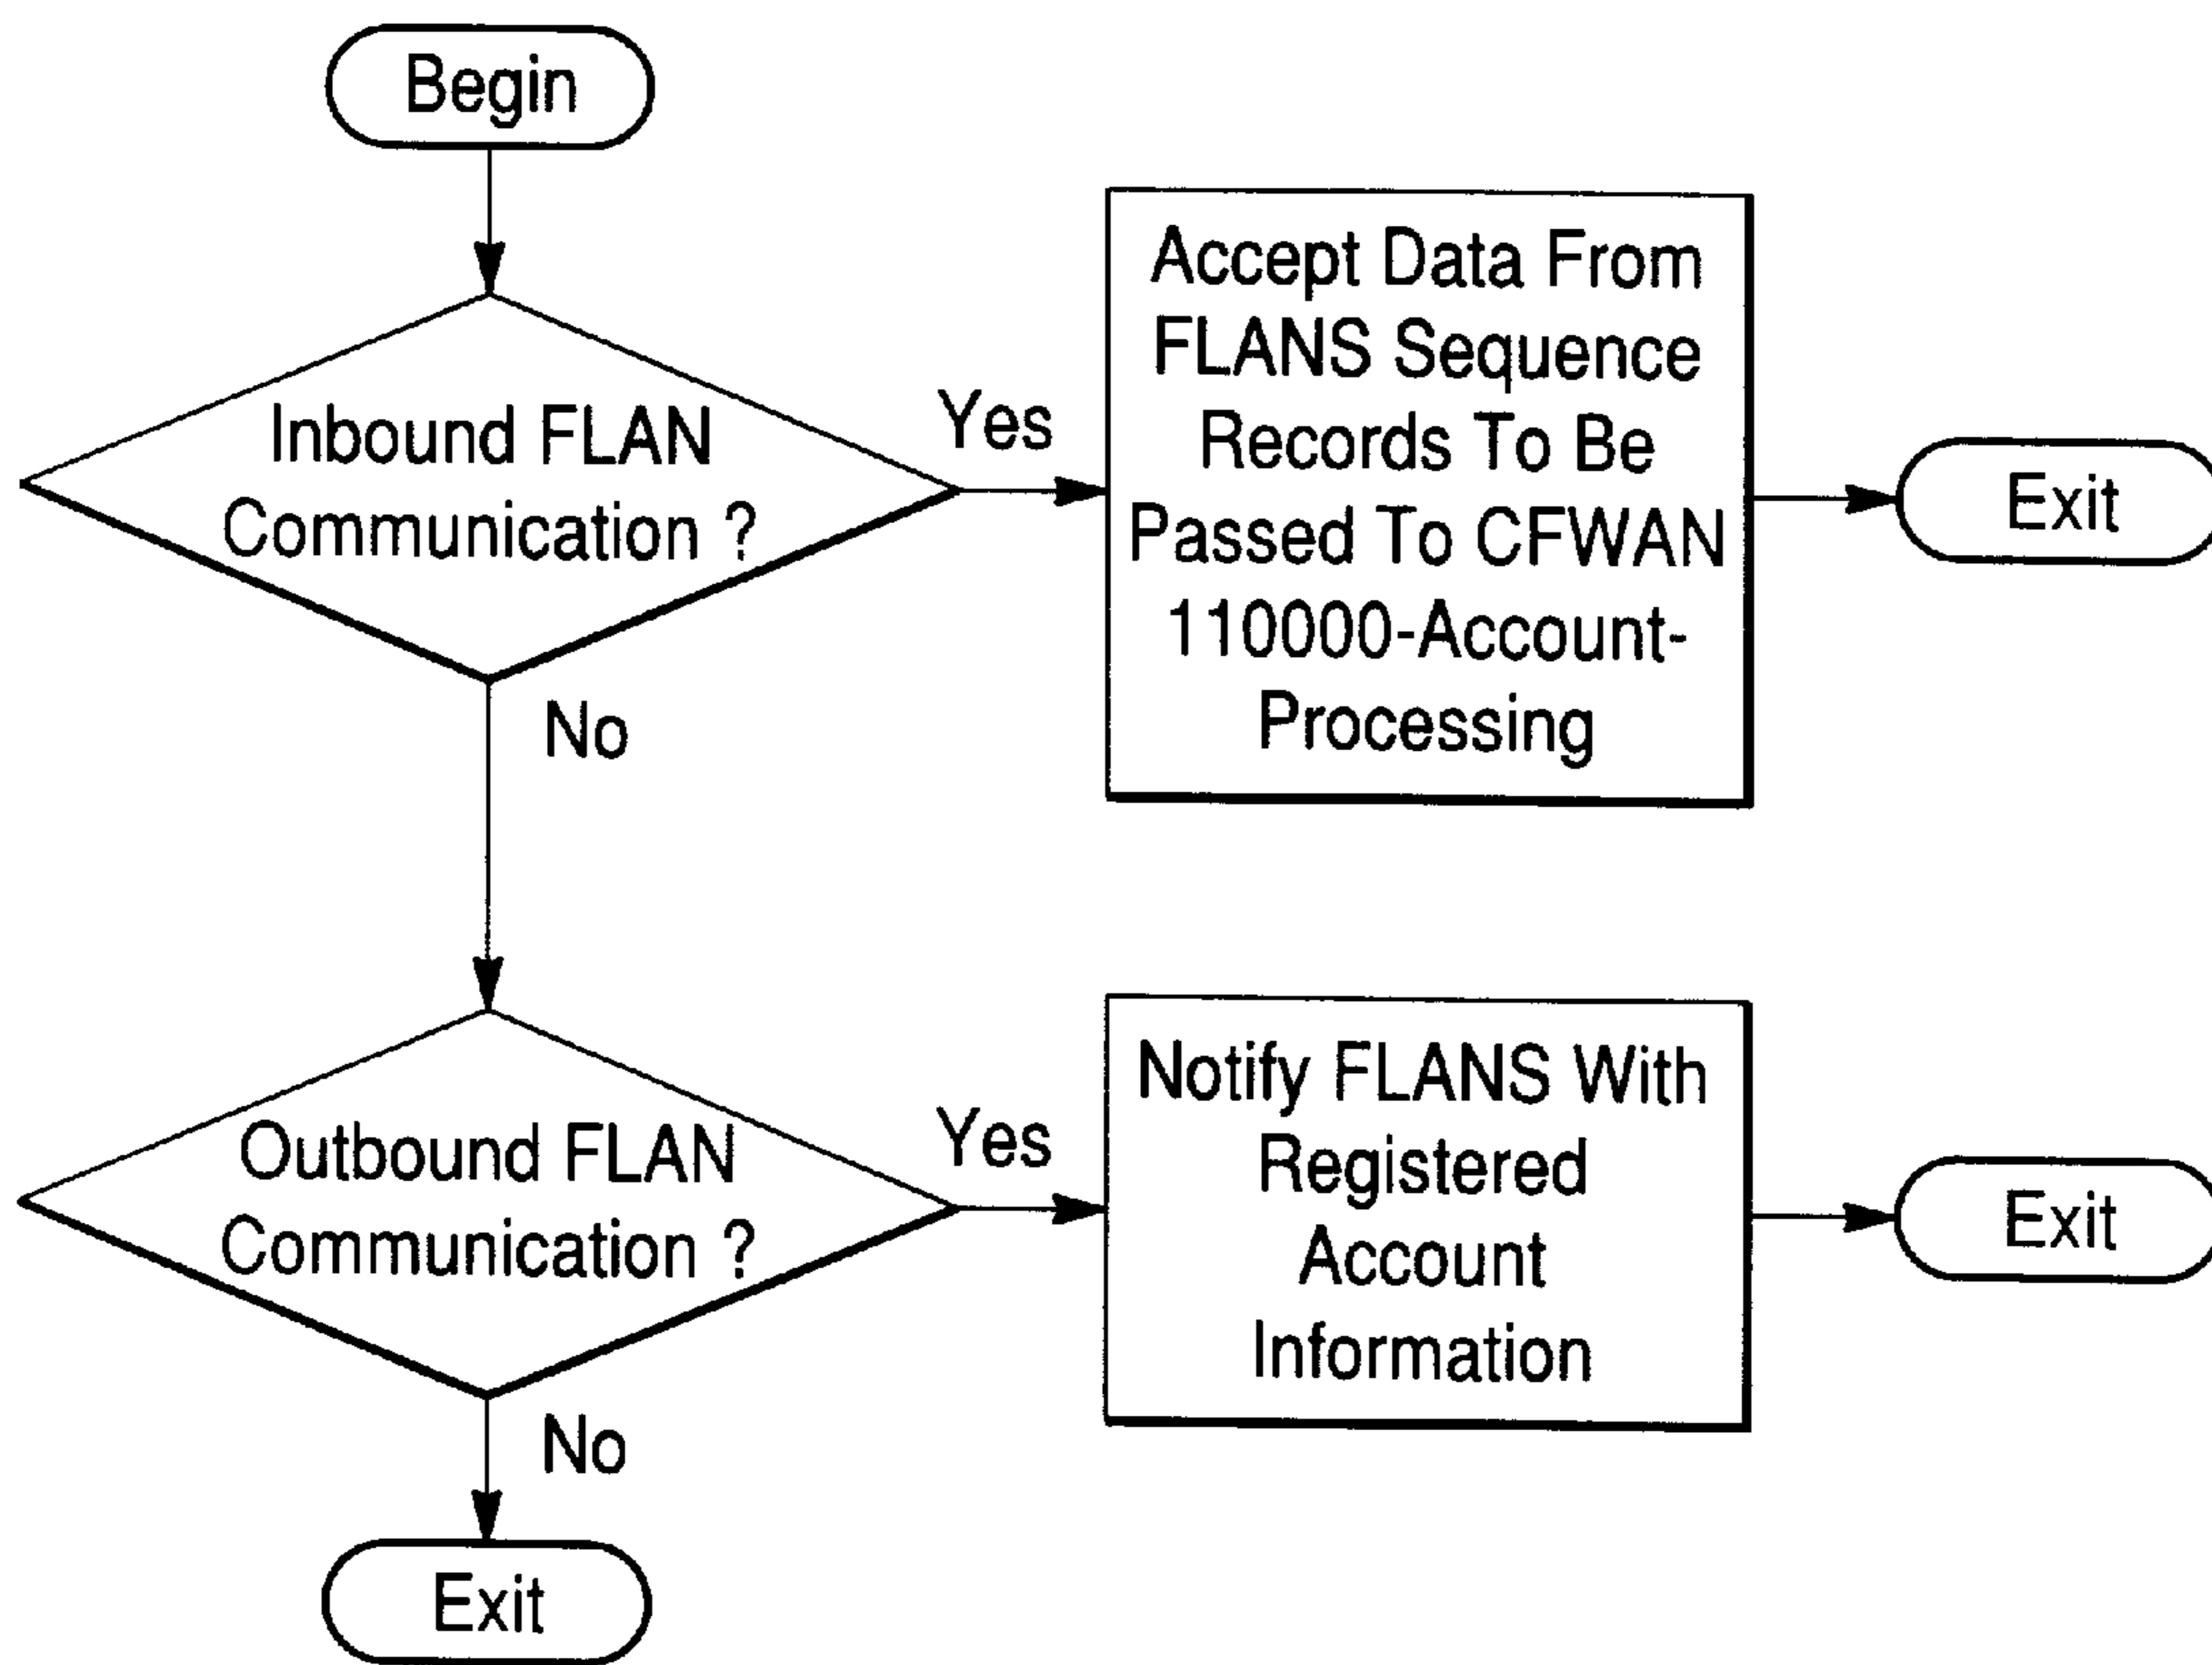 Begin
Inbound FLAN
Communication ?
Yes
Accept Data From
FLANS Sequence
Records To Be
Passed To CFWAN
110000-Account-
Processing
Exit
No
Outbound FLAN
Communication ?
Yes
Notify FLANS With
Registered
Account
Information
Exit
No
Exit